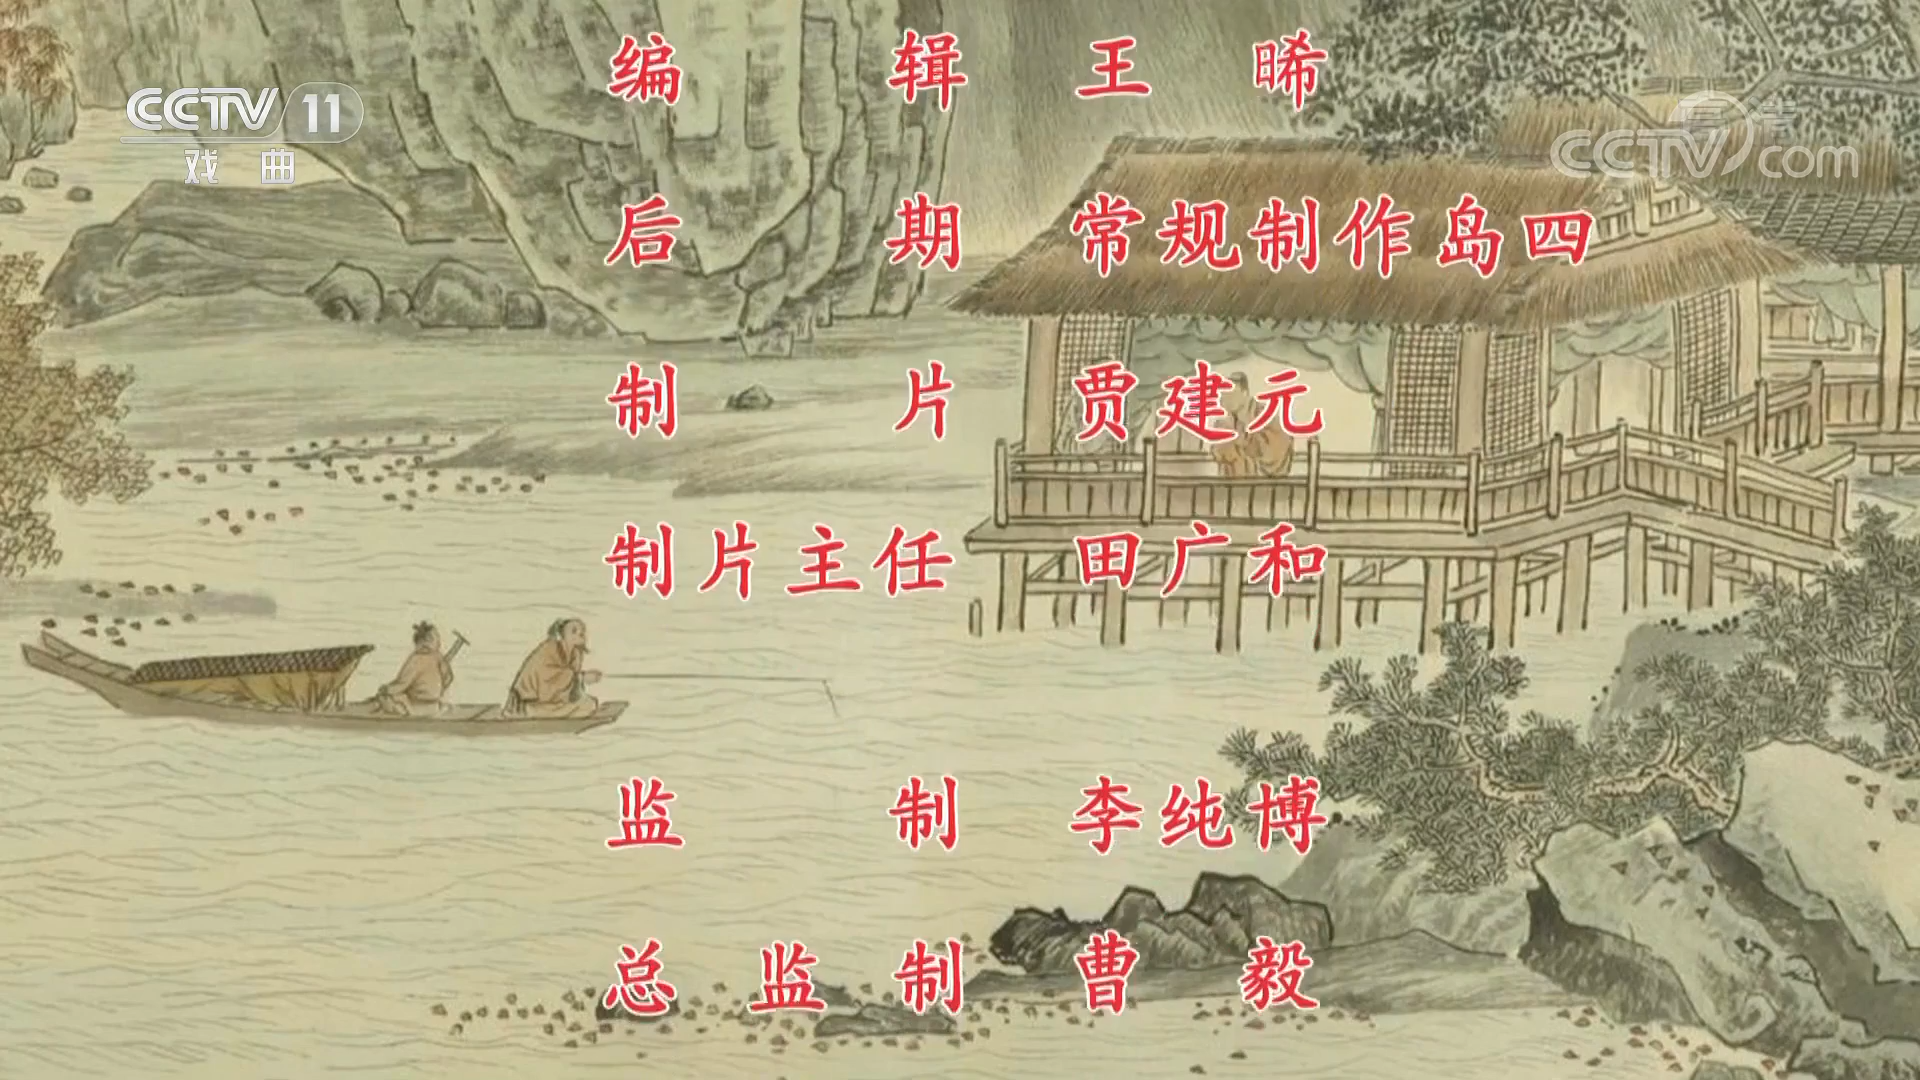 编辑 王晞
CCTV 11
戏曲
CCTV.com
后期 常规制作岛四
制片 贾建元
制片主任 田广和
监制 李纯博
总监制 曹毅